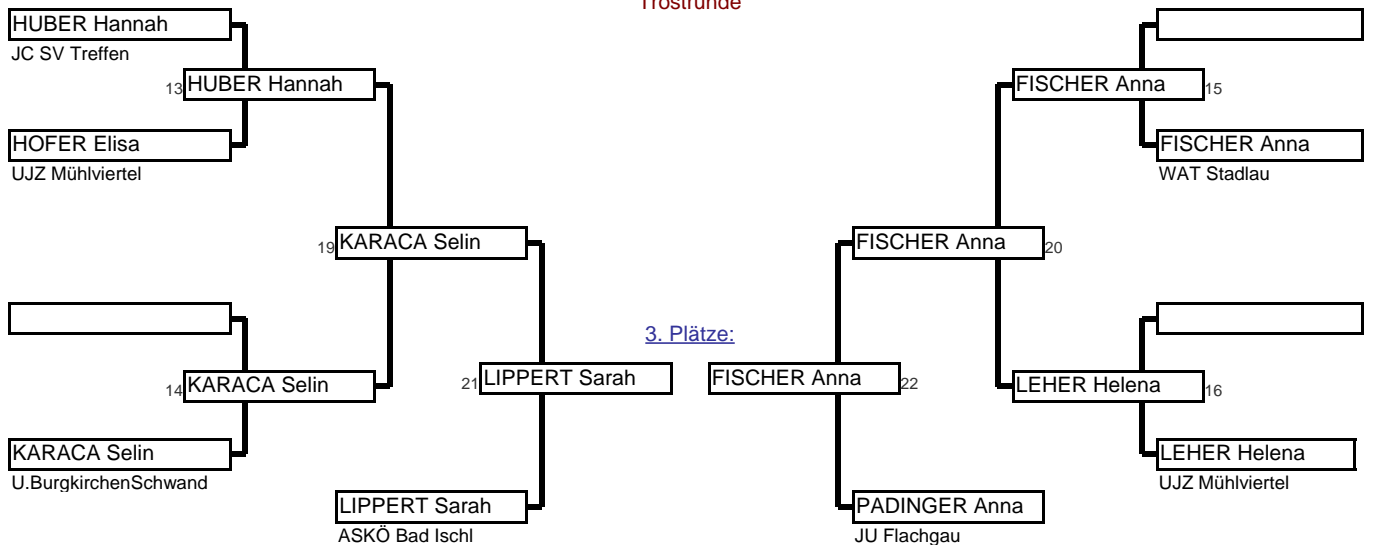 Trostrunde
HUBER Hannah
JC SV Treffen
13 HUBER Hannah
FISCHER Anna 15
HOFER Elisa
UJZ Mühlviertel
FISCHER Anna
WAT Stadlau
19 KARACA Selin
FISCHER Anna 20
3. Plätze:
14 KARACA Selin
21 LIPPERT Sarah
FISCHER Anna 22
LEHER Helena 16
KARACA Selin
U.BurgkirchenSchwand
LEHER Helena
UJZ Mühlviertel
LIPPERT Sarah
ASKÖ Bad Ischl
PADINGER Anna
JU Flachgau